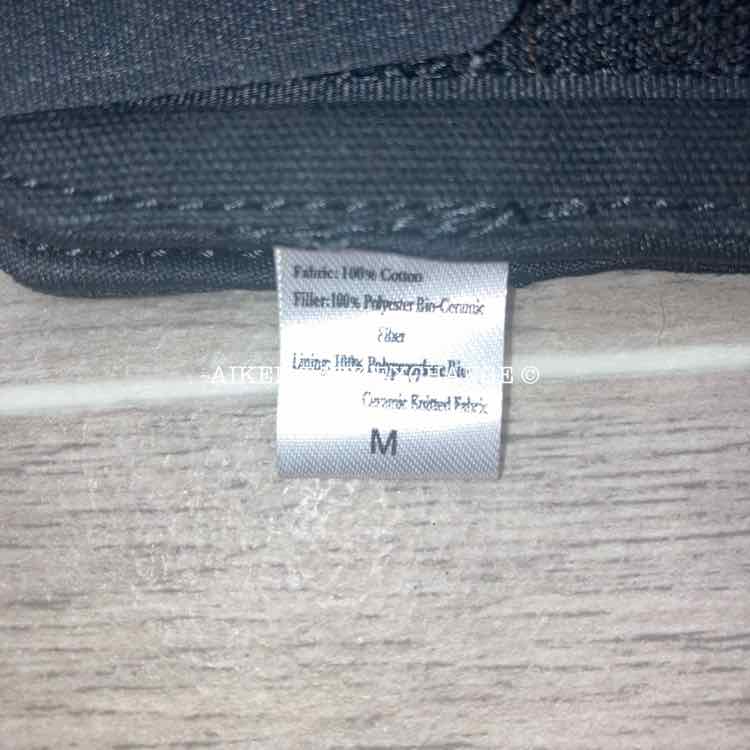 Fabric: 100% Cotton
Filler:100% Polyester Bio-Ceramic
Fiber
Lining: 100%
Ceramic Knitted Fabric
M